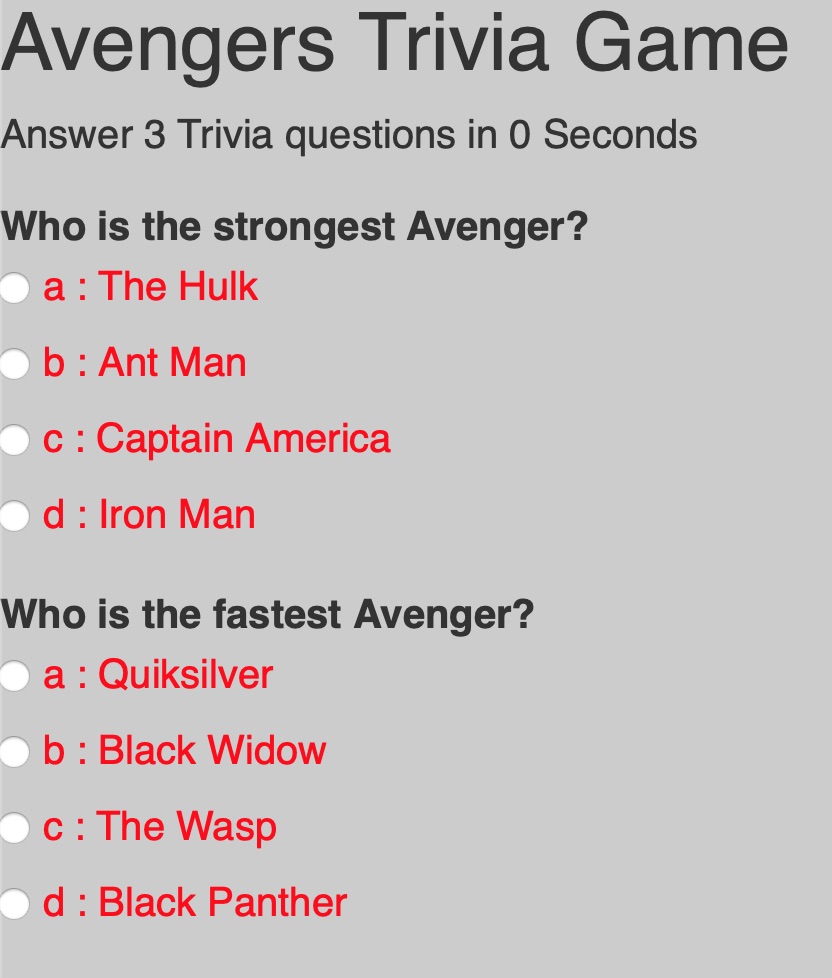 Avengers Trivia Game
Answer 3 Trivia questions in 0 Seconds
Who is the strongest Avenger?
a : The Hulk
b : Ant Man
c : Captain America
d : Iron Man
Who is the fastest Avenger?
a : Quiksilver
b : Black Widow
c : The Wasp
d : Black Panther